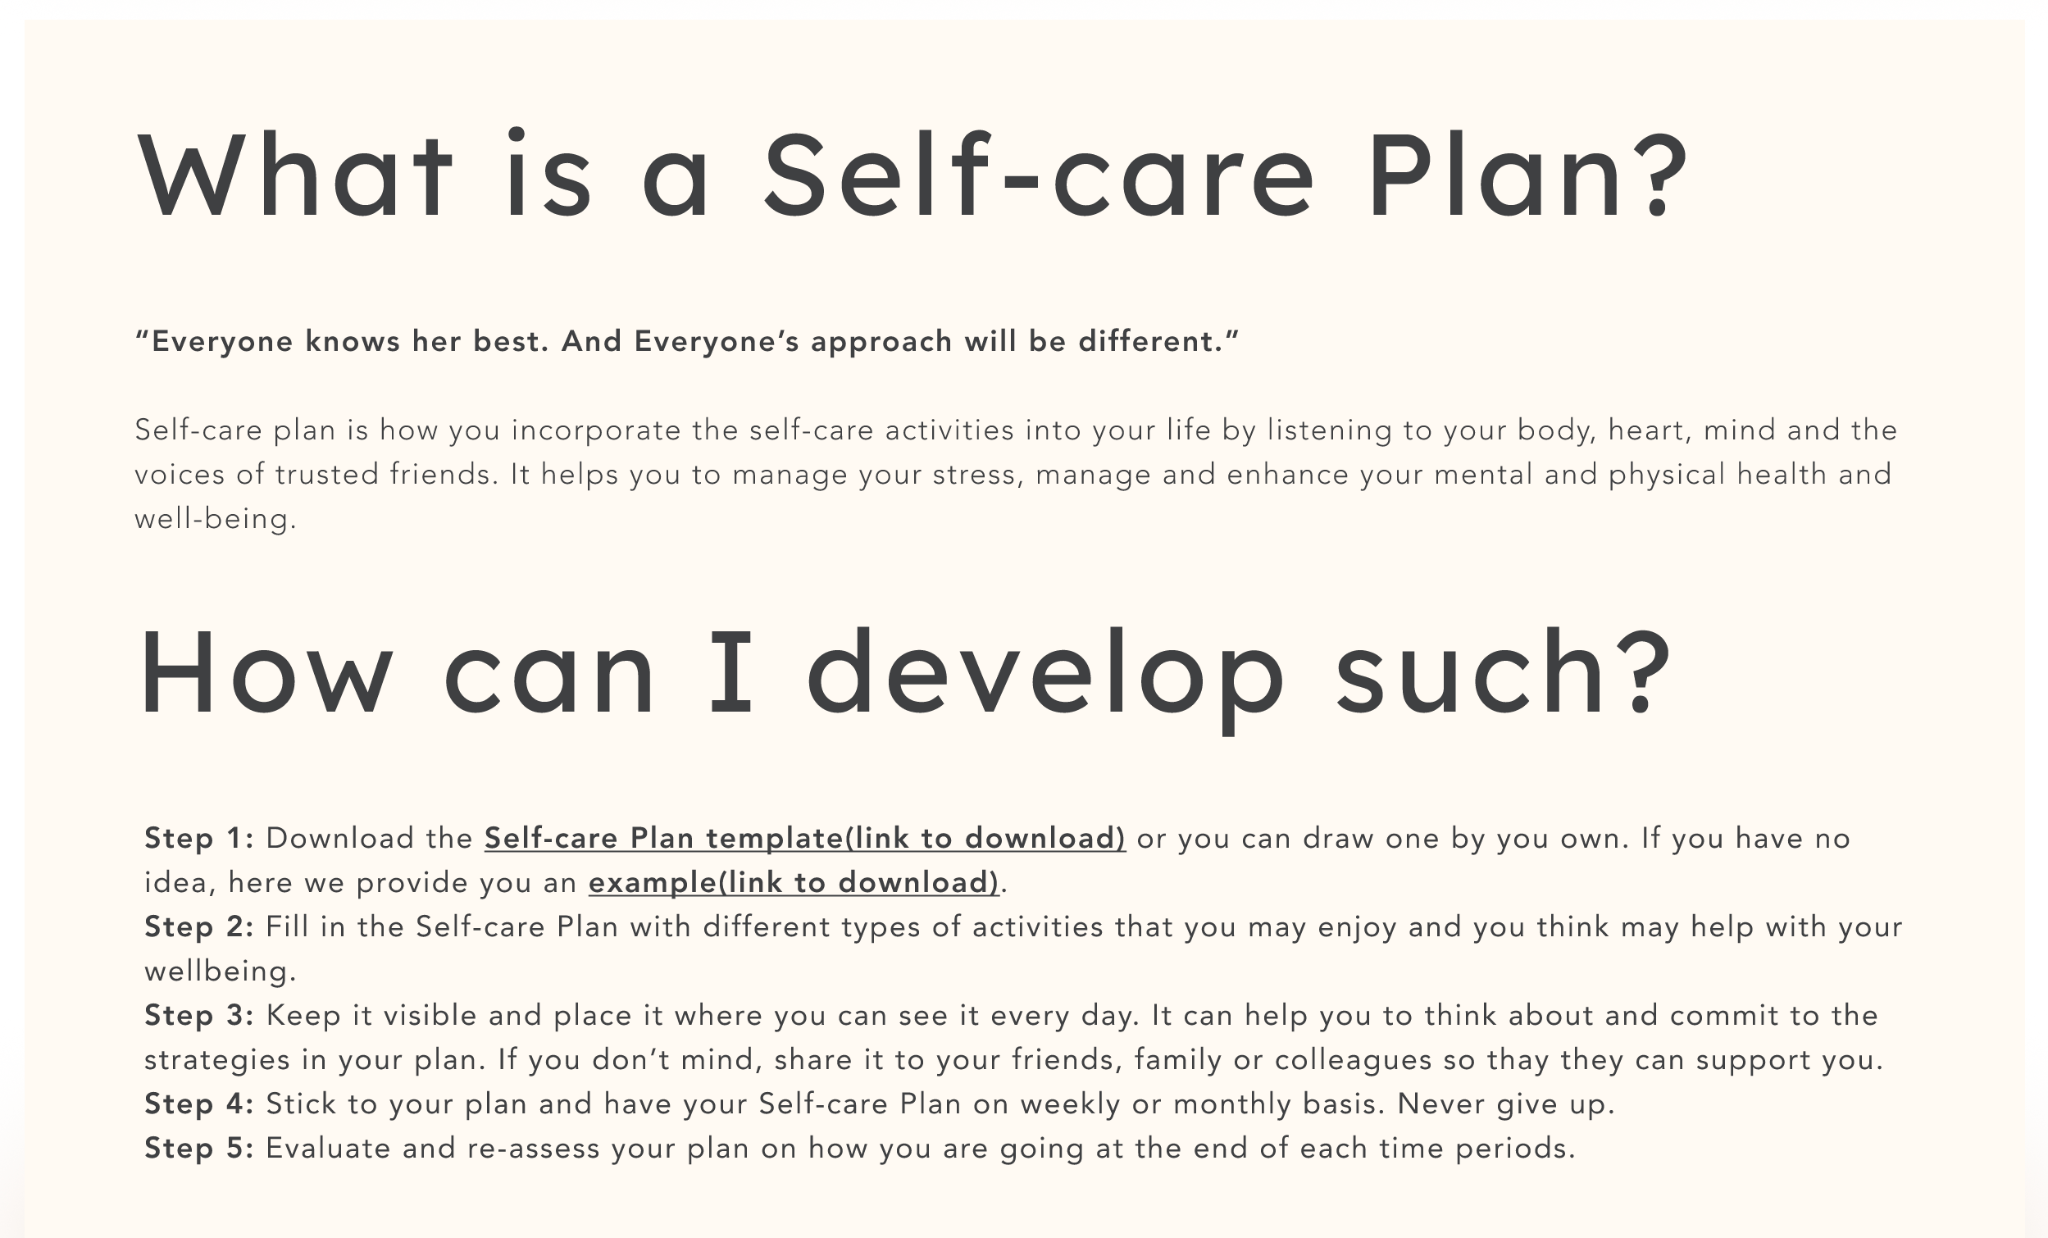 What is a Self-care Plan?
“Everyone knows her best. And Everyone’s approach will be different.”
Self-care plan is how you incorporate the self-care activities into your life by listening to your body, heart, mind and the
voices of trusted friends. It helps you to manage your stress, manage and enhance your mental and physical health and
well-being.
How can I develop such?
Step 1: Download the Self-care Plan template(link to download) or you can draw one by you own. If you have no
idea, here we provide you an example(link to download).
Step 2: Fill in the Self-care Plan with different types of activities that you may enjoy and you think may help with your
wellbeing.
Step 3: Keep it visible and place it where you can see it every day. It can help you to think about and commit to the
strategies in your plan. If you don’t mind, share it to your friends, family or colleagues so thay they can support you.
Step 4: Stick to your plan and have your Self-care Plan on weekly or monthly basis. Never give up.
Step 5: Evaluate and re-assess your plan on how you are going at the end of each time periods.